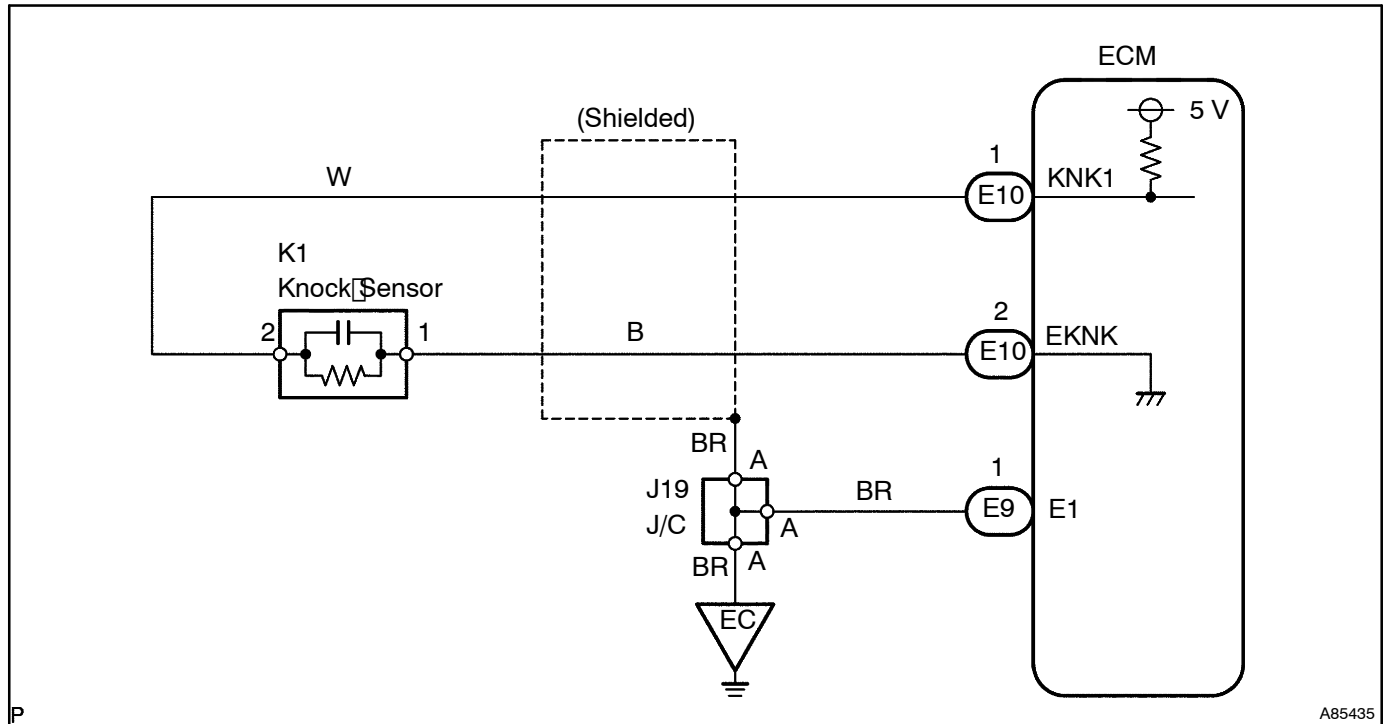 ECM
5 V
(Shielded)
1
W
E10
KNK1
K1
Knock Sensor
2
1
B
2
E10
EKNK
BR
A
J19
J/C
BR
A
1
E9
E1
BR
A
EC
P
A85435